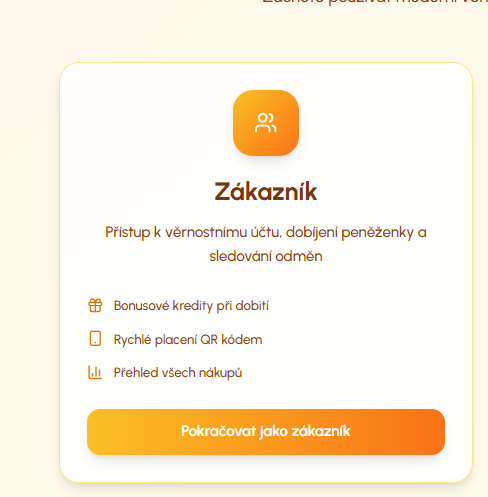 Zákazník
Přístup k věrnostnímu účtu, dobíjení peněženky a
sledování odměn
Bonusové kredity při dobití
Rychlé placení QR kódem
Přehled všech nákupů
Pokračovat jako zákazník